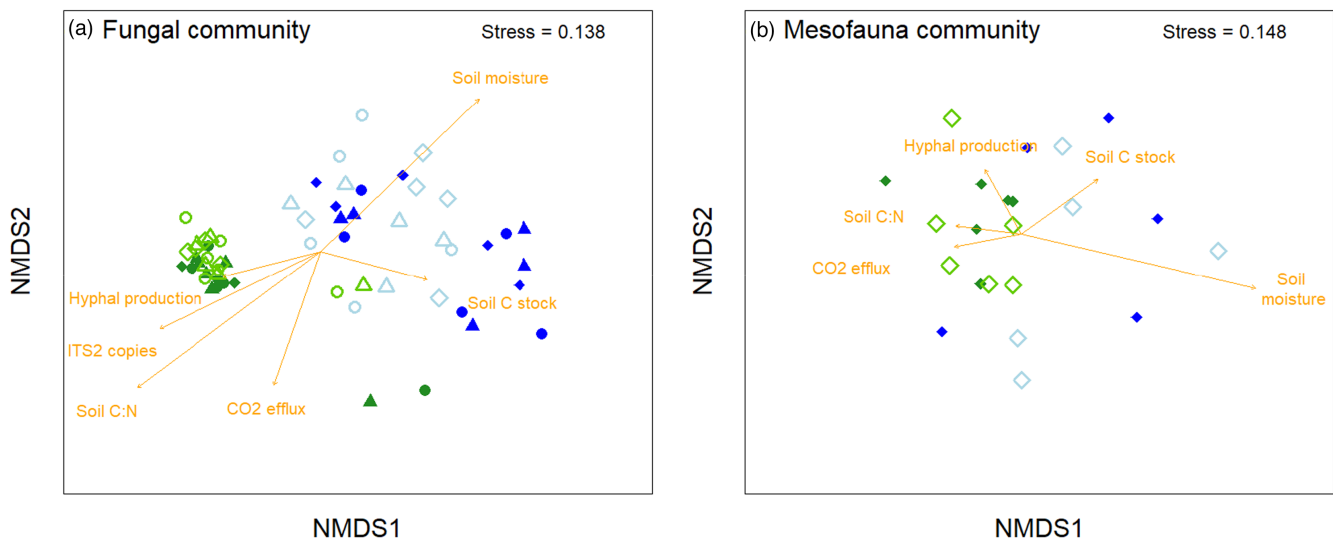 (a) Fungal community
Stress = 0.138
Soil moisture
Hyphal production
Soil C stock
ITS2 copies
Soil C:N
CO2 efflux
NMDS2
NMDS1
(b) Mesofauna community
Stress = 0.148
Hyphal production
Soil C stock
Soil C:N
CO2 efflux
Soil
moisture
NMDS2
NMDS1